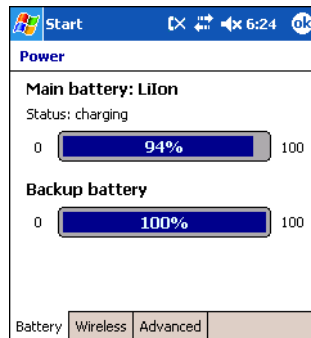 Start 6:24 ok
Power
Main battery: LiIon
Status: charging
0 94% 100
Backup battery
0 100% 100
Battery Wireless Advanced